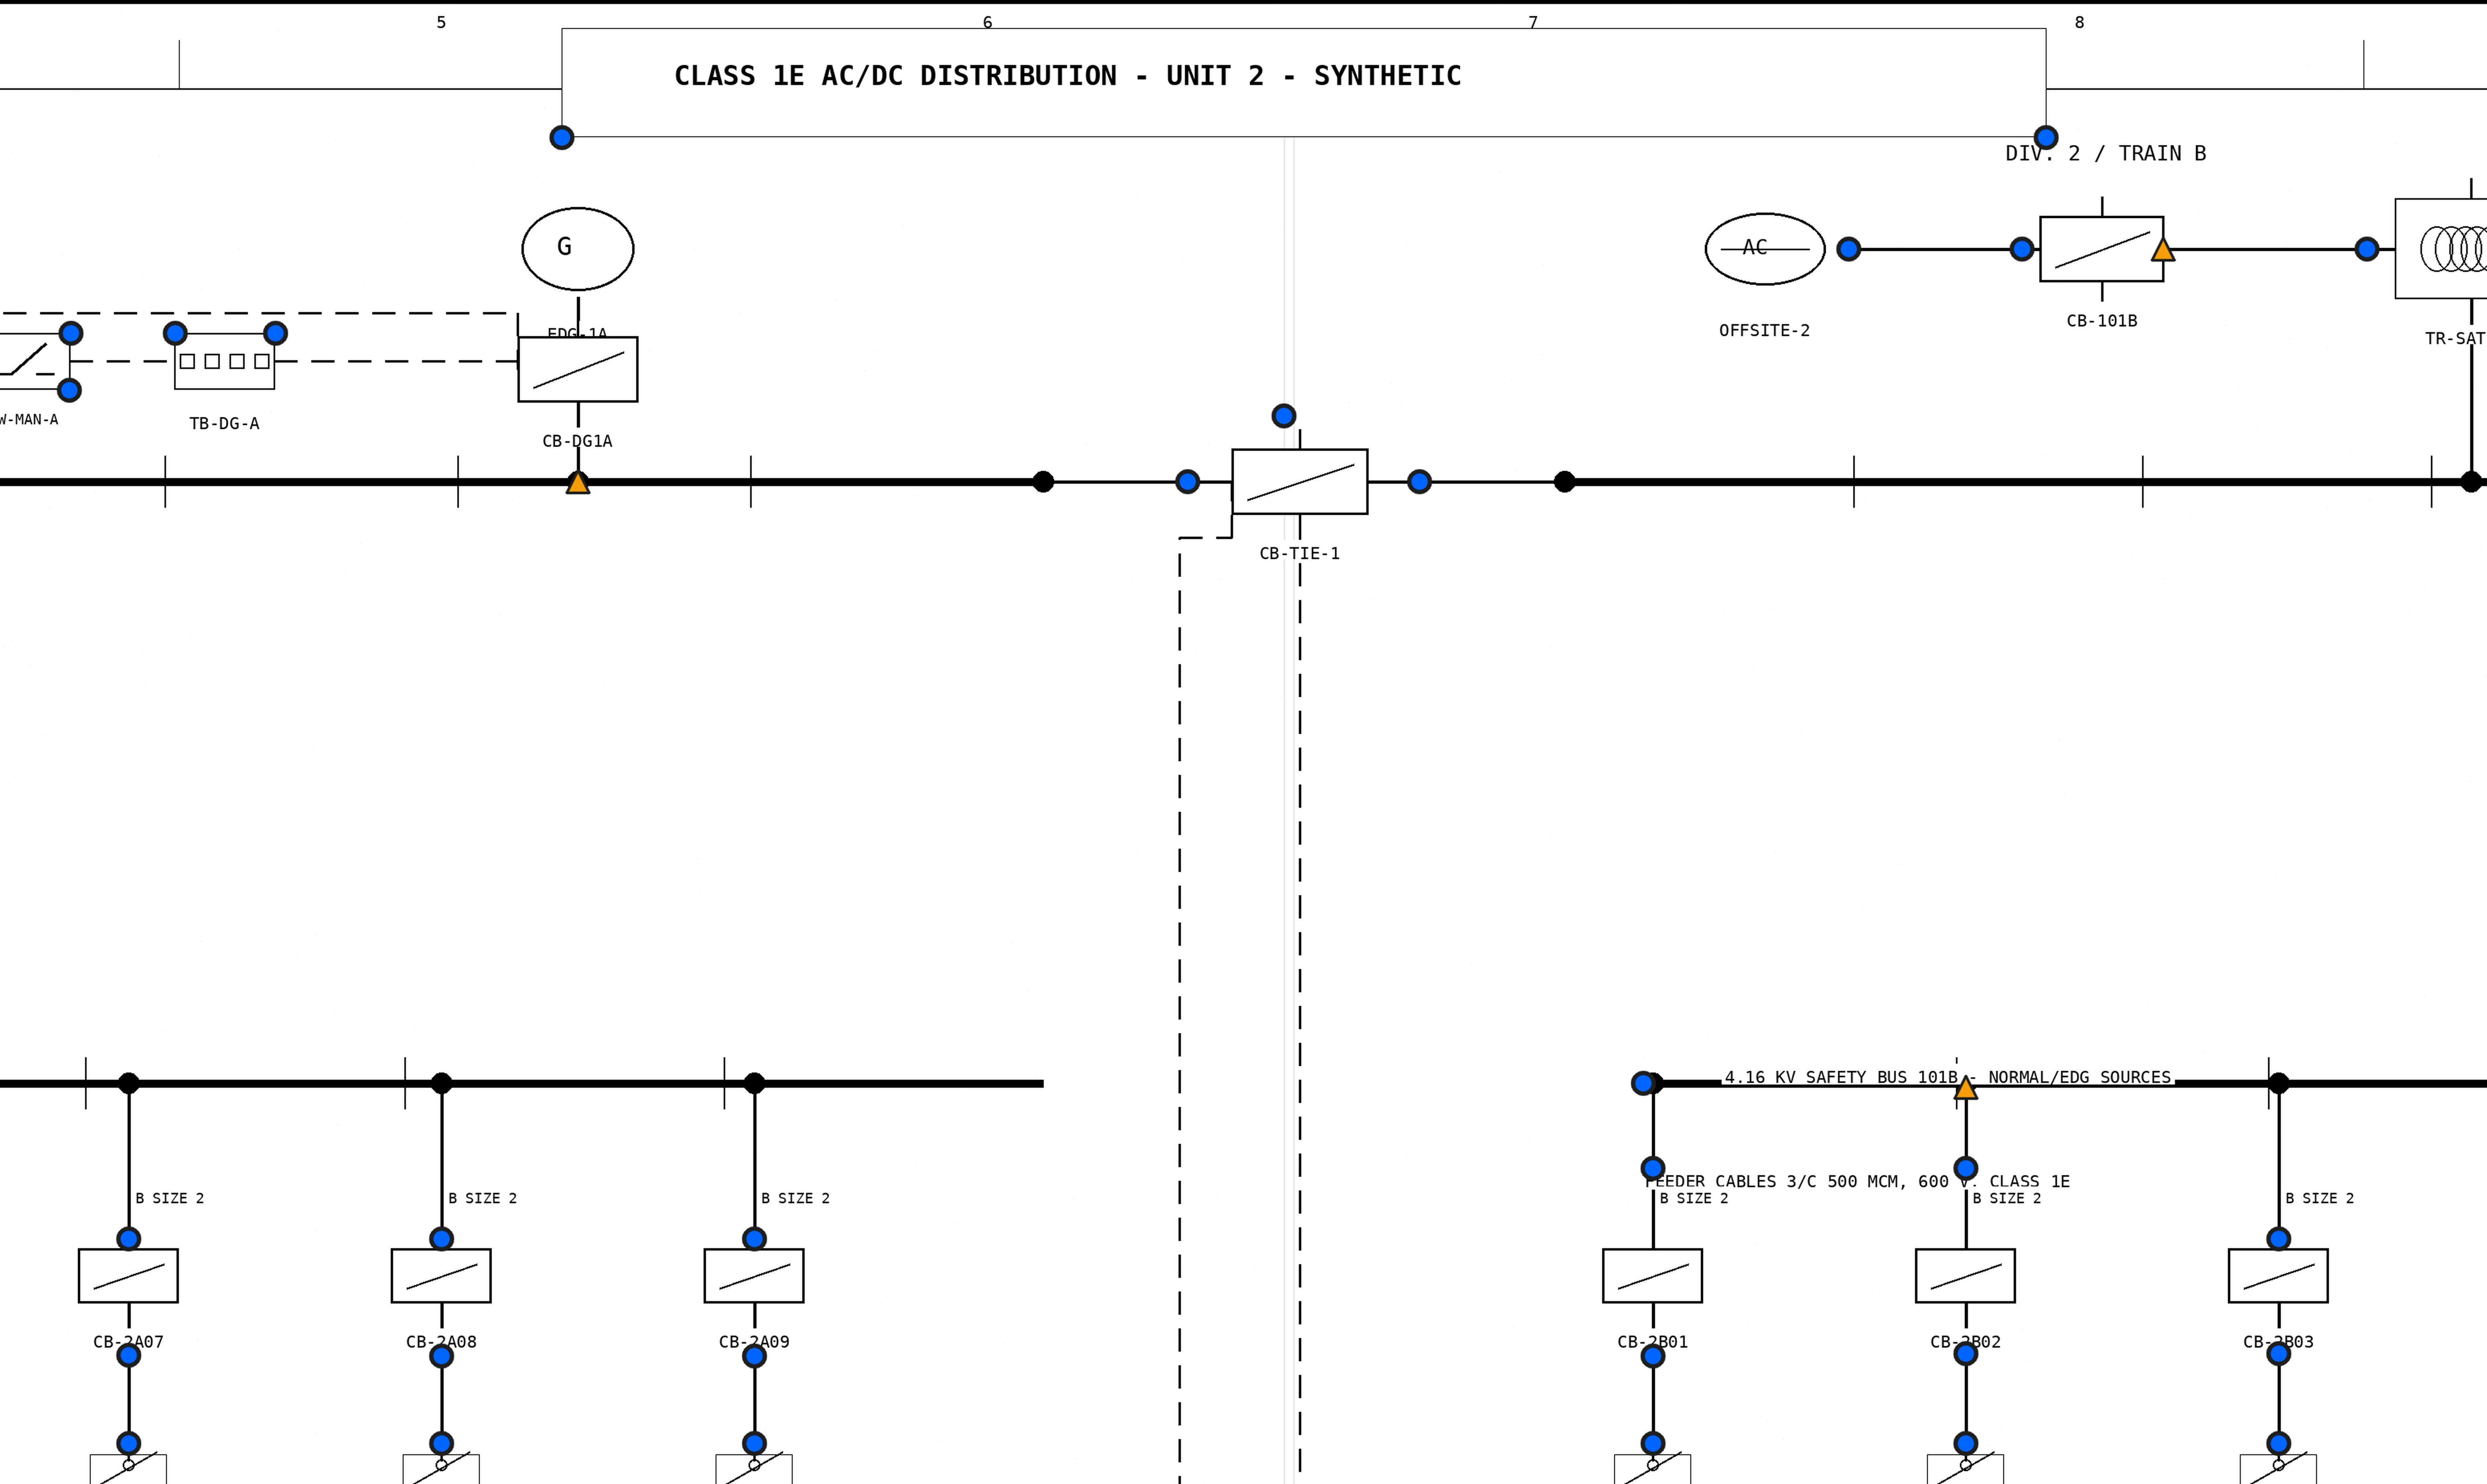 5 6 7 8
CLASS 1E AC/DC DISTRIBUTION - UNIT 2 - SYNTHETIC
DIV. 2 / TRAIN B
G
AC
OFFSITE-2
CB-101B
EDG-1A
TR-SAT
W-MAN-A
TB-DG-A
CB-DG1A
CB-TIE-1
4.16 KV SAFETY BUS 101B - NORMAL/EDG SOURCES
FEEDER CABLES 3/C 500 MCM, 600 V. CLASS 1E
B SIZE 2 B SIZE 2 B SIZE 2 B SIZE 2 B SIZE 2 B SIZE 2
CB-2A07 CB-2A08 CB-2A09 CB-2B01 CB-2B02 CB-2B03